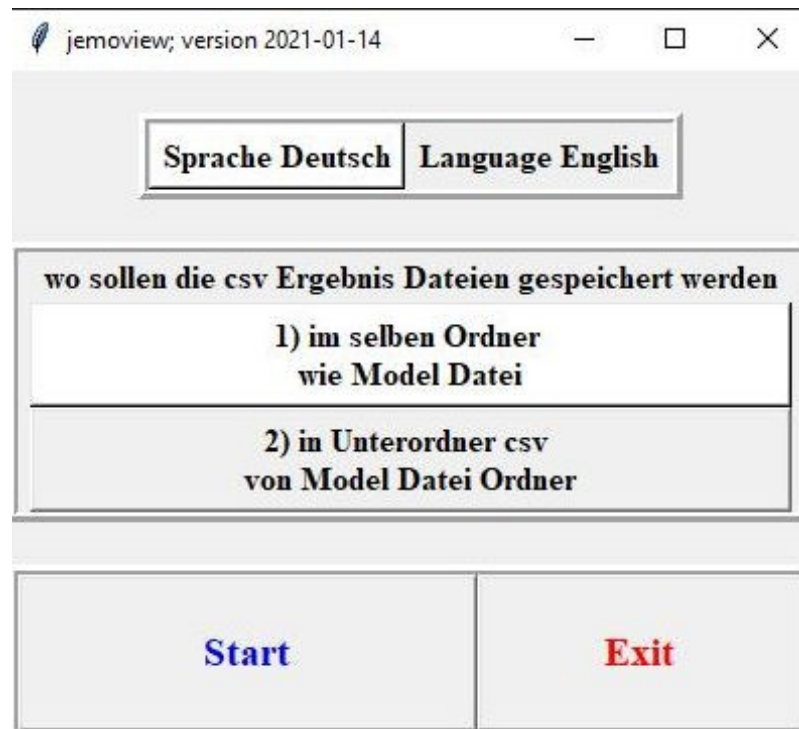 jemoview; version 2021-01-14
Sprache Deutsch Language English
wo sollen die csv Ergebnis Dateien gespeichert werden
1) im selben Ordner
wie Model Datei
2) in Unterordner csv
von Model Datei Ordner
Start Exit